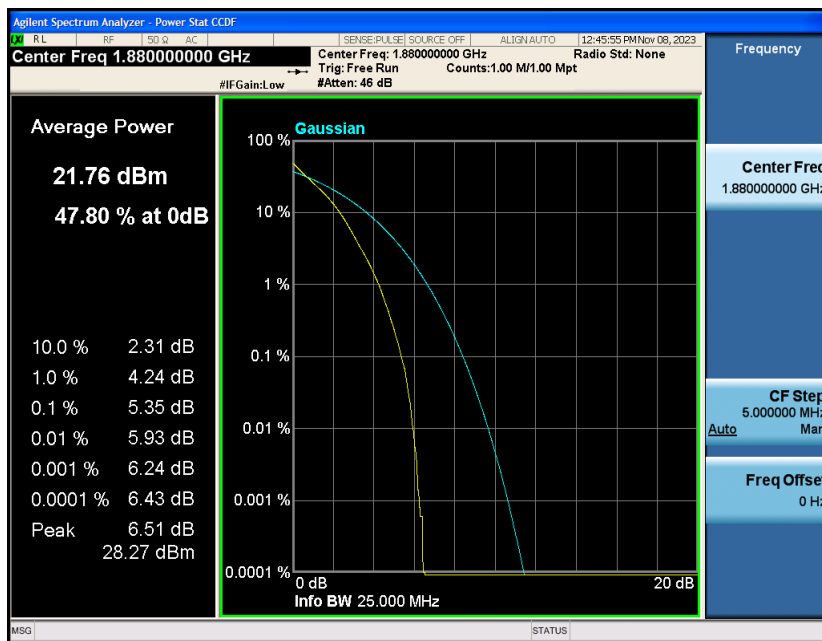 Agilent Spectrum Analyzer - Power Stat CCDF
LXI RL RF 50 Ω AC SENSE:PULSE SOURCE OFF ALIGN AUTO 12:45:55 PM Nov 08, 2023
Center Freq 1.880000000 GHz
Center Freq: 1.880000000 GHz Radio Std: None
Trig: Free Run Counts:1.00 M/1.00 Mpt
#IFGain:Low #Atten: 46 dB
Frequency
Average Power
21.76 dBm
47.80 % at 0dB
10.0 % 2.31 dB
1.0 % 4.24 dB
0.1 % 5.35 dB
0.01 % 5.93 dB
0.001 % 6.24 dB
0.0001 % 6.43 dB
Peak 6.51 dB
28.27 dBm
Gaussian
100 %
10 %
1 %
0.1 %
0.01 %
0.001 %
0.0001 %
0 dB 20 dB
Info BW 25.000 MHz
Center Freq
1.880000000 GHz
CF Step
5.000000 MHz
Auto Man
Freq Offset
0 Hz
MSG STATUS